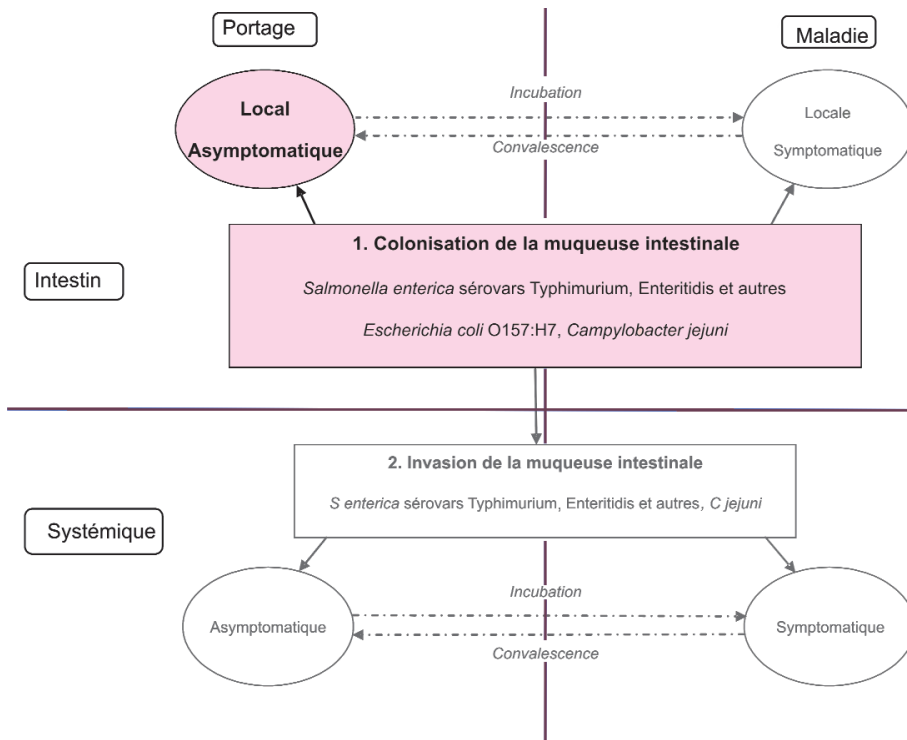 Portage
Maladie
Local
Asymptomatique
Incubation
Convalescence
Locale
Symptomatique
Intestin
1. Colonisation de la muqueuse intestinale
Salmonella enterica sérovars Typhimurium, Enteritidis et autres
Escherichia coli O157:H7, Campylobacter jejuni
Systémique
2. Invasion de la muqueuse intestinale
S enterica sérovars Typhimurium, Enteritidis et autres, C jejuni
Asymptomatique
Incubation
Convalescence
Symptomatique